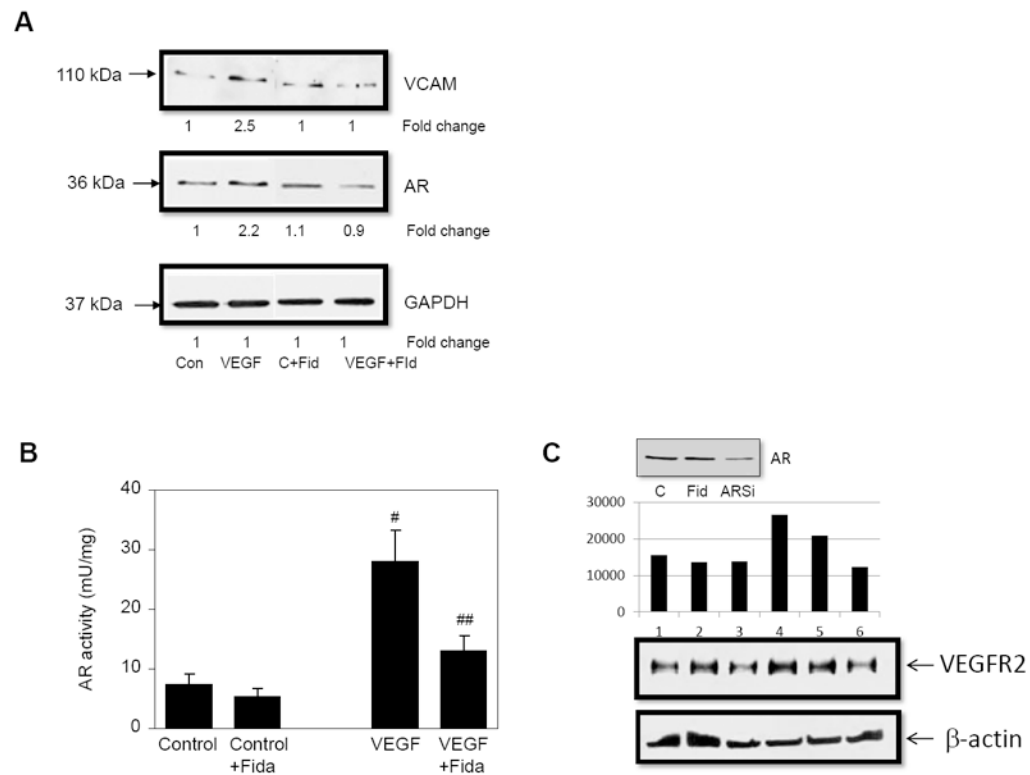 A
110 kDa
VCAM
1 2.5 1 1 Fold change
36 kDa
AR
1 2.2 1.1 0.9 Fold change
37 kDa
GAPDH
1 1 1 1 Fold change
Con VEGF C+Fid VEGF+FId
B
AR activity (mU/mg)
40
30
20
10
0
#
##
Control
Control
+Fida
VEGF
VEGF
+Fida
C
AR
C Fid ARSi
30000
20000
10000
0
1 2 3 4 5 6
VEGFR2
β-actin